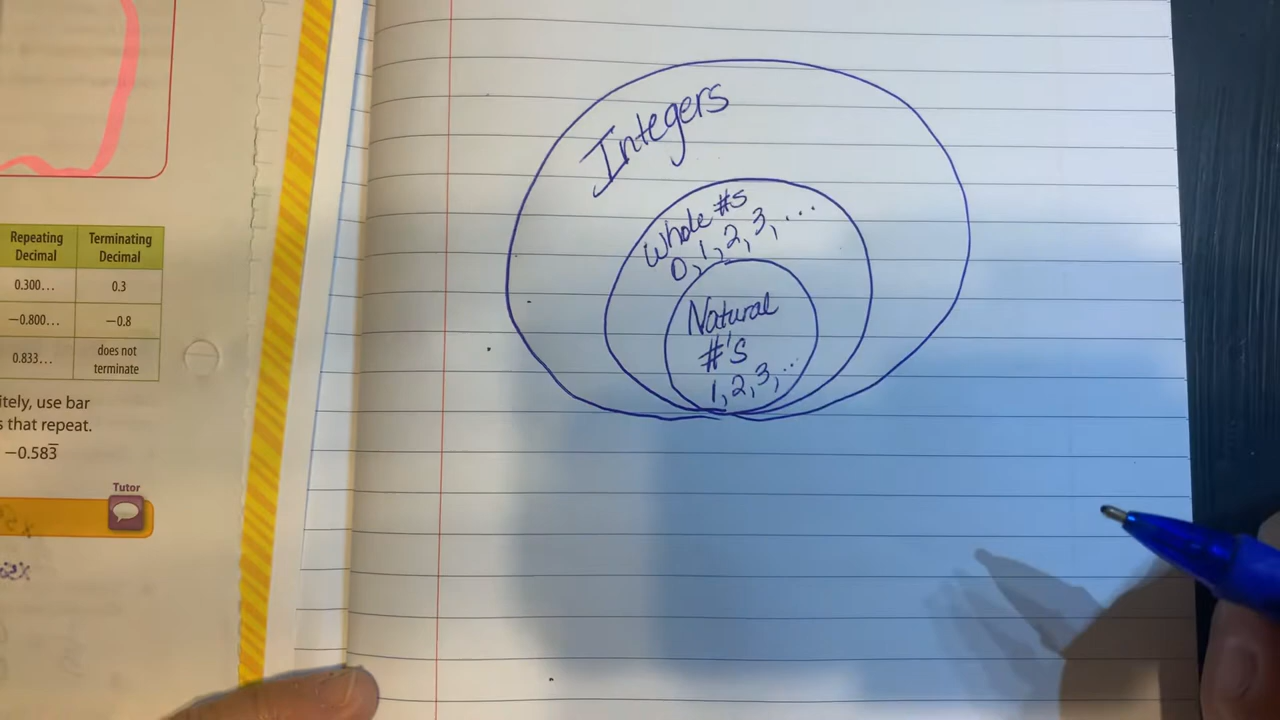 Repeating Decimal
Terminating Decimal
0.300...
0.3
−0.800...
−0.8
0.833...
does not
terminate
itely, use bar
s that repeat.
−0.583̅
Tutor
Integers
Whole #s
0, 1, 2, 3, ...
Natural
#'s
1, 2, 3, ...